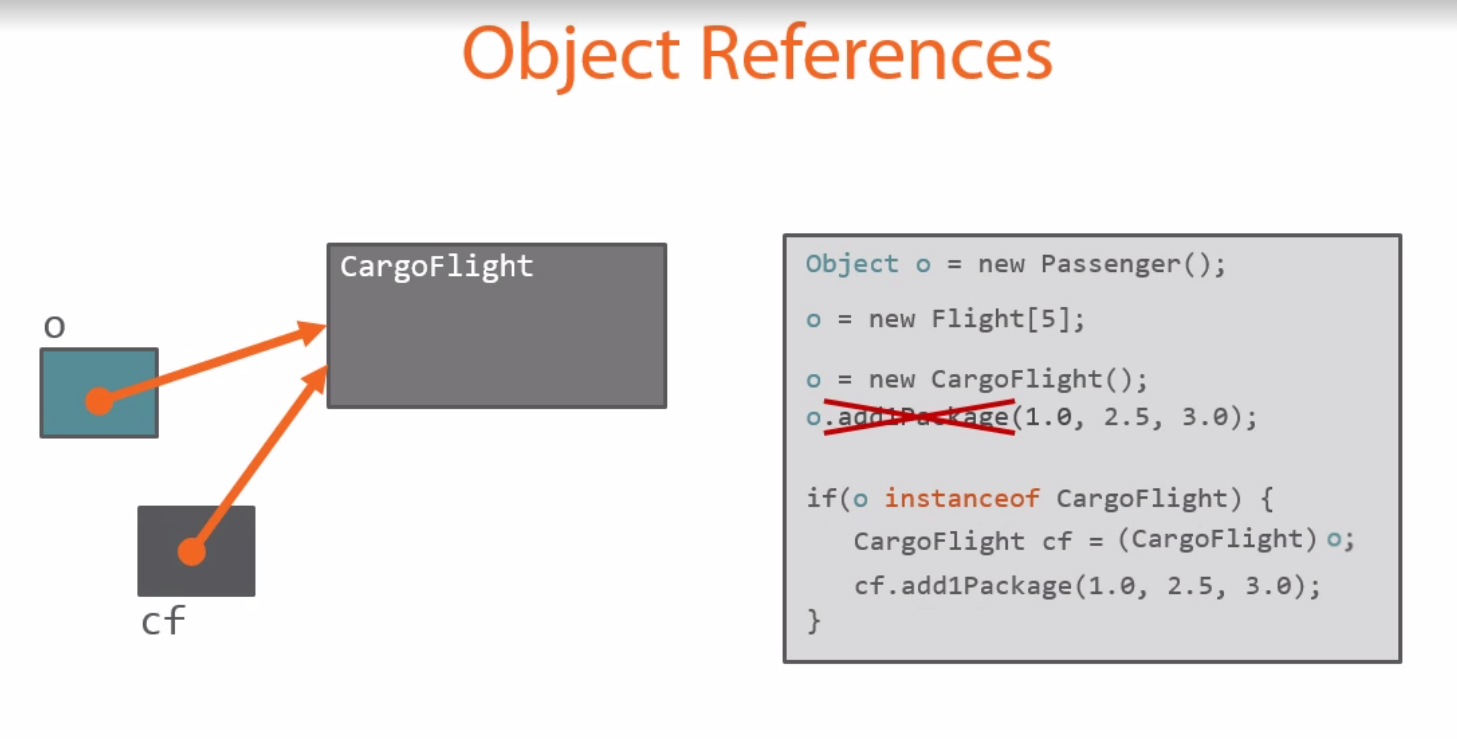 Object References
CargoFlight
o
cf
Object o = new Passenger();
o = new Flight[5];
o = new CargoFlight();
o.add1Package(1.0, 2.5, 3.0);
if(o instanceof CargoFlight) {
CargoFlight cf = (CargoFlight) o;
cf.add1Package(1.0, 2.5, 3.0);
}